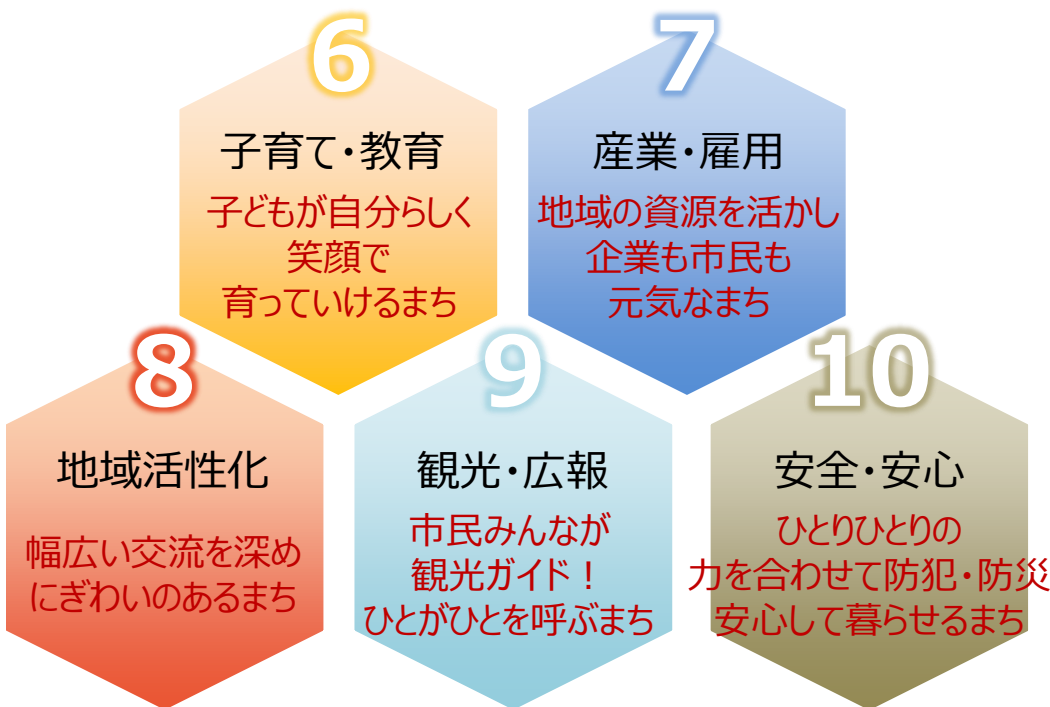 6
子育て・教育
子どもが自分らしく
笑顔で
育っていけるまち
7
産業・雇用
地域の資源を活かし
企業も市民も
元気なまち
8
地域活性化
幅広い交流を深め
にぎわいのあるまち
9
観光・広報
市民みんなが
観光ガイド！
ひとがひとを呼ぶまち
10
安全・安心
ひとりひとりの
力を合わせて防犯・防災
安心して暮らせるまち